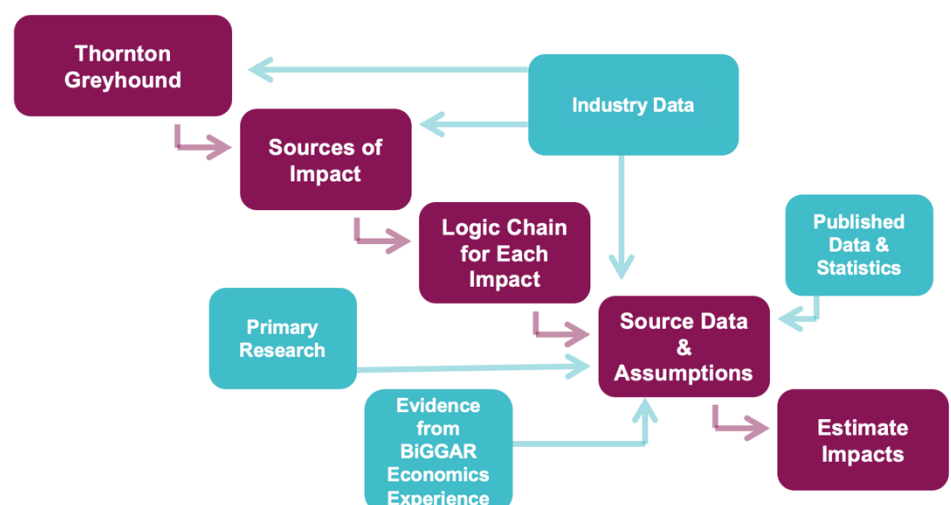 Thornton
Greyhound
Industry Data
Sources of
Impact
Published
Data &
Statistics
Logic Chain
for Each
Impact
Primary
Research
Source Data
&
Assumptions
Evidence
from
BiGGAR
Economics
Experience
Estimate
Impacts